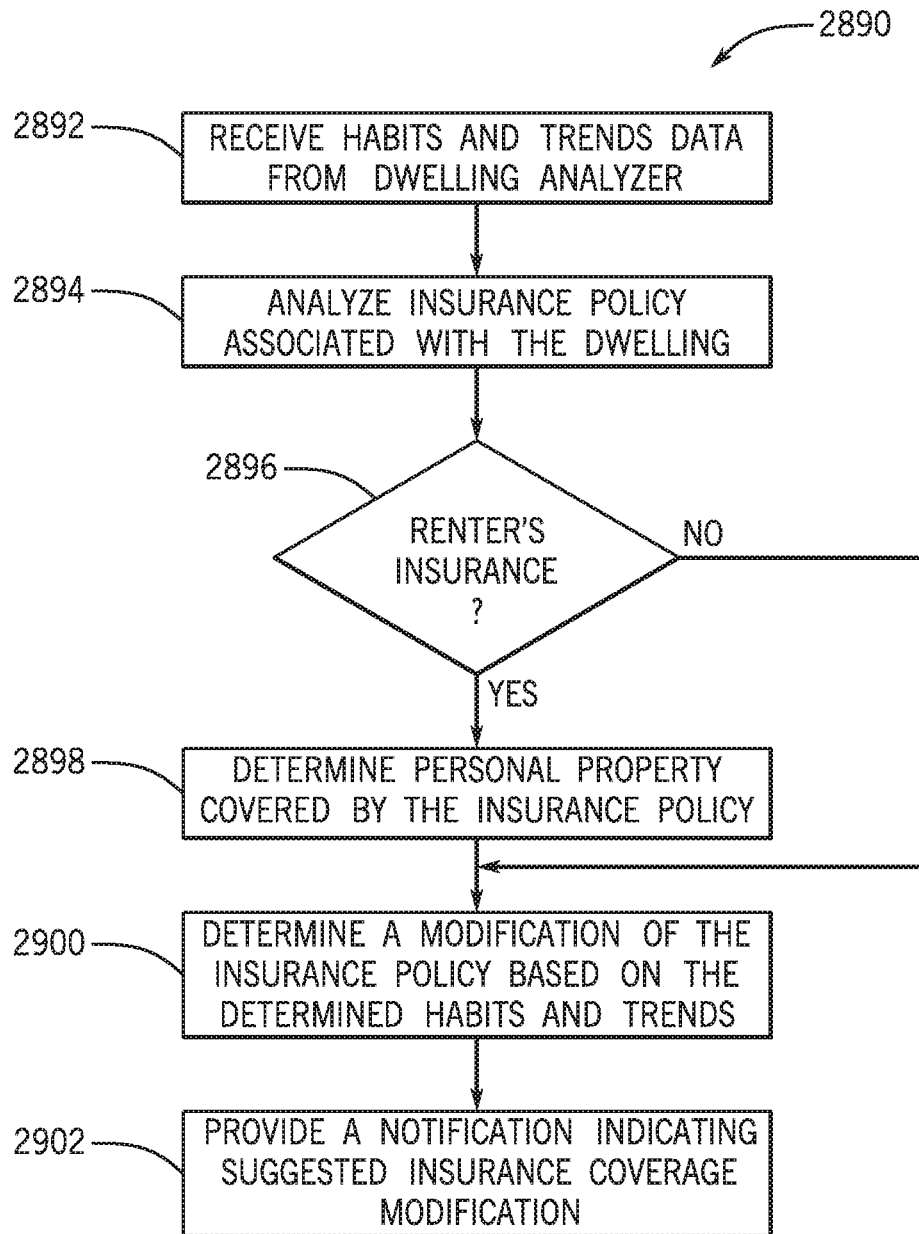 2890
2892
RECEIVE HABITS AND TRENDS DATA
FROM DWELLING ANALYZER
2894
ANALYZE INSURANCE POLICY
ASSOCIATED WITH THE DWELLING
2896
RENTER'S
INSURANCE
?
NO
YES
2898
DETERMINE PERSONAL PROPERTY
COVERED BY THE INSURANCE POLICY
2900
DETERMINE A MODIFICATION OF THE
INSURANCE POLICY BASED ON THE
DETERMINED HABITS AND TRENDS
2902
PROVIDE A NOTIFICATION INDICATING
SUGGESTED INSURANCE COVERAGE
MODIFICATION